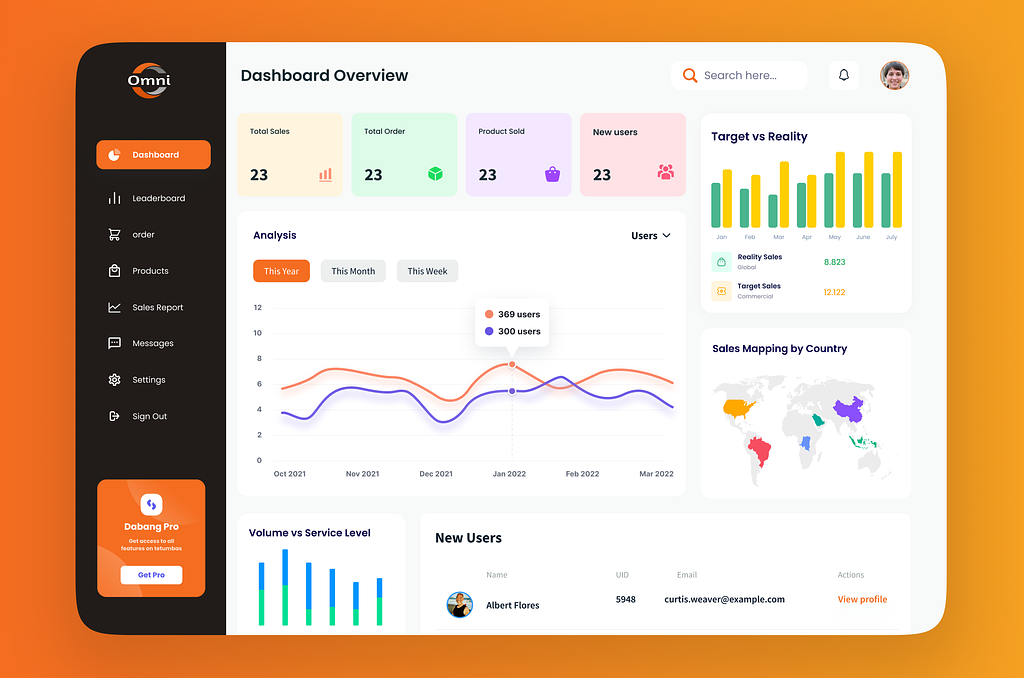 Omni
Dashboard
Leaderboard
order
Products
Sales Report
Messages
Settings
Sign Out
Dabang Pro
Get access to all
features on tetumbas
Get Pro
Dashboard Overview
Search here...
Total Sales
23
Total Order
23
Product Sold
23
New users
23
Analysis
Users
This Year
This Month
This Week
369 users
300 users
12
10
8
6
4
2
0
Oct 2021
Nov 2021
Dec 2021
Jan 2022
Feb 2022
Mar 2022
Target vs Reality
Jan
Feb
Mar
Apr
May
June
July
Reality Sales
Global
8.823
Target Sales
Commercial
12.122
Sales Mapping by Country
Volume vs Service Level
New Users
Name
UID
Email
Actions
Albert Flores
5948
curtis.weaver@example.com
View profile